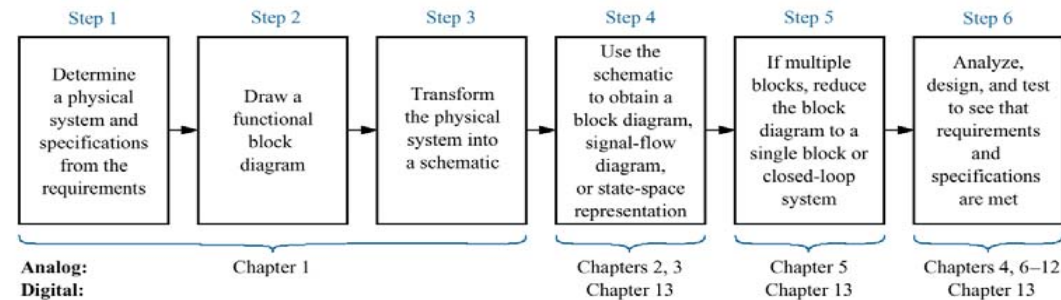 Step 1
Determine
a physical
system and
specifications
from the
requirements
Step 2
Draw a
functional
block
diagram
Step 3
Transform
the physical
system into
a schematic
Step 4
Use the
schematic
to obtain a
block diagram,
signal-flow
diagram,
or state-space
representation
Step 5
If multiple
blocks, reduce
the block
diagram to a
single block or
closed-loop
system
Step 6
Analyze,
design, and test
to see that
requirements
and
specifications
are met
Analog: Chapter 1 Chapters 2, 3 Chapter 5 Chapters 4, 6–12
Digital: Chapter 13 Chapter 13 Chapter 13